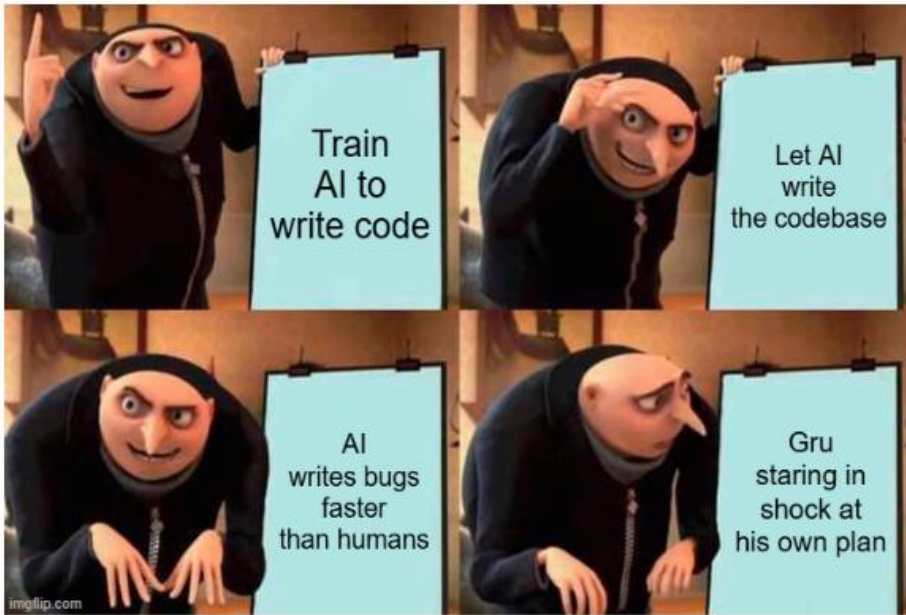 Train
AI to
write code
Let AI
write
the codebase
AI
writes bugs
faster
than humans
Gru
staring in
shock at
his own plan
imgflip.com